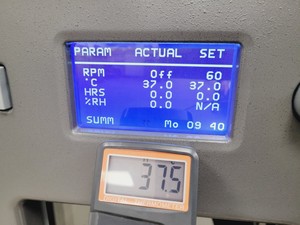 PARAM ACTUAL SET
RPM Off 60
°C 37.0 37.0
HRS 0.0 0.0
%RH 0.0 N/A
SUMM Mo 09 40
37.5